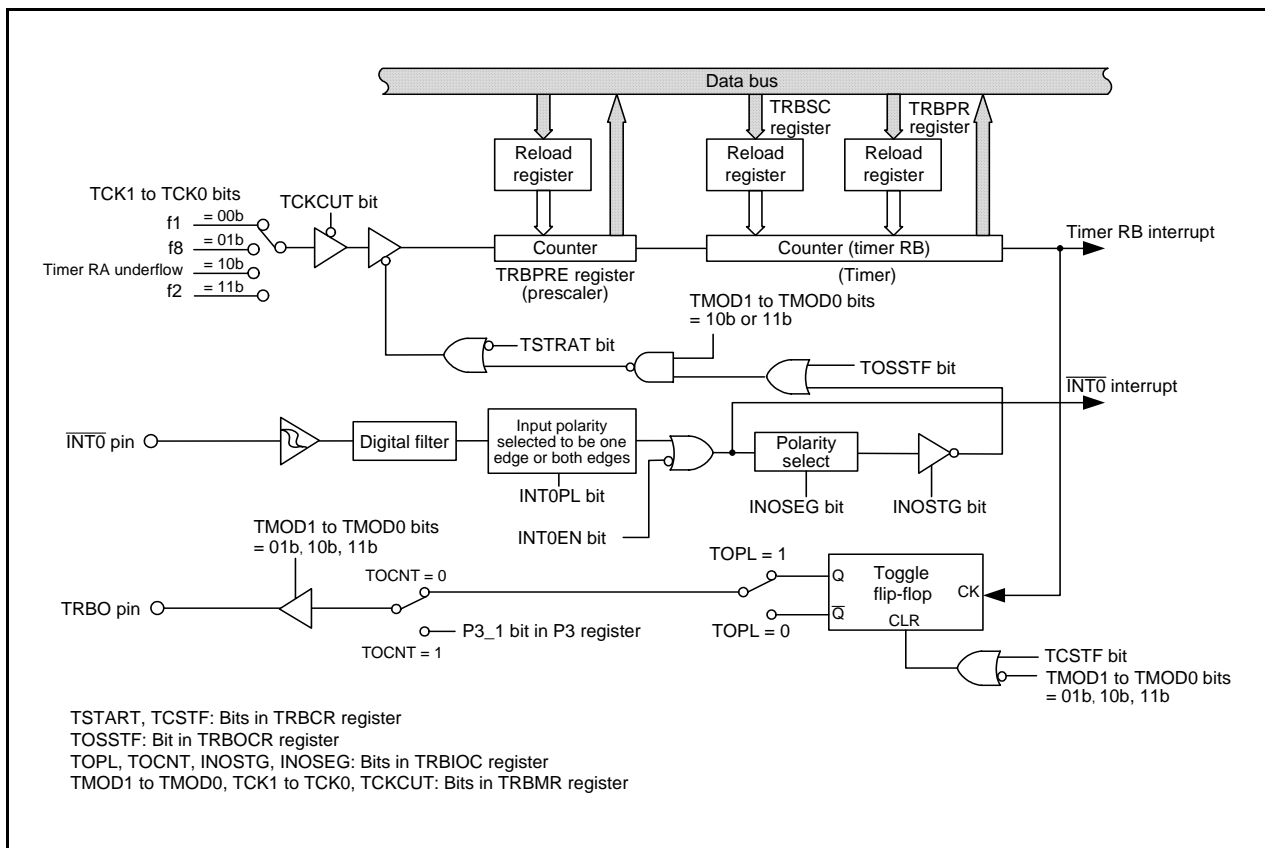 Data bus
TRBSC
register
TRBPR
register
Reload
register
Reload
register
Reload
register
TCK1 to TCK0 bits
TCKCUT bit
f1
= 00b
f8
= 01b
Timer RA underflow
= 10b
f2
= 11b
Counter
Counter (timer RB)
Timer RB interrupt
TRBPRE register
(prescaler)
(Timer)
TMOD1 to TMOD0 bits
= 10b or 11b
TSTRAT bit
TOSSTF bit
INT0 interrupt
INT0 pin
Digital filter
Input polarity
selected to be one
edge or both edges
Polarity
select
INT0PL bit
INOSEG bit
INOSTG bit
INT0EN bit
TMOD1 to TMOD0 bits
= 01b, 10b, 11b
TOPL = 1
TOCNT = 0
Q
Toggle
flip-flop
CK
TRBO pin
Q
CLR
P3_1 bit in P3 register
TOPL = 0
TOCNT = 1
TCSTF bit
TMOD1 to TMOD0 bits
= 01b, 10b, 11b
TSTART, TCSTF: Bits in TRBCR register
TOSSTF: Bit in TRBOCR register
TOPL, TOCNT, INOSTG, INOSEG: Bits in TRBIOC register
TMOD1 to TMOD0, TCK1 to TCK0, TCKCUT: Bits in TRBMR register